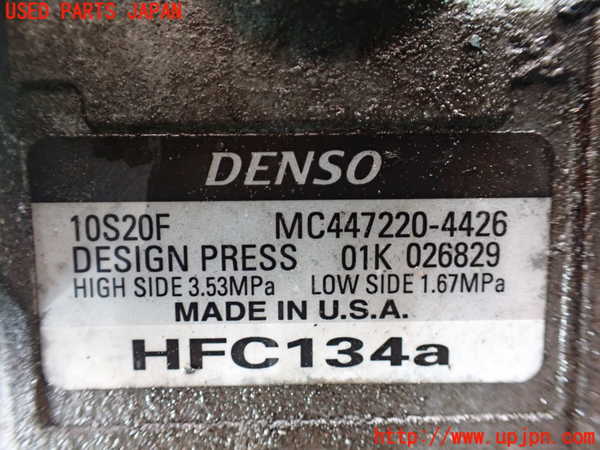 USED PARTS JAPAN
DENSO
10S20F MC447220-4426
DESIGN PRESS 01K 026829
HIGH SIDE 3.53MPa LOW SIDE 1.67MPa
MADE IN U.S.A.
HFC134a
http://www.upjpn.com/